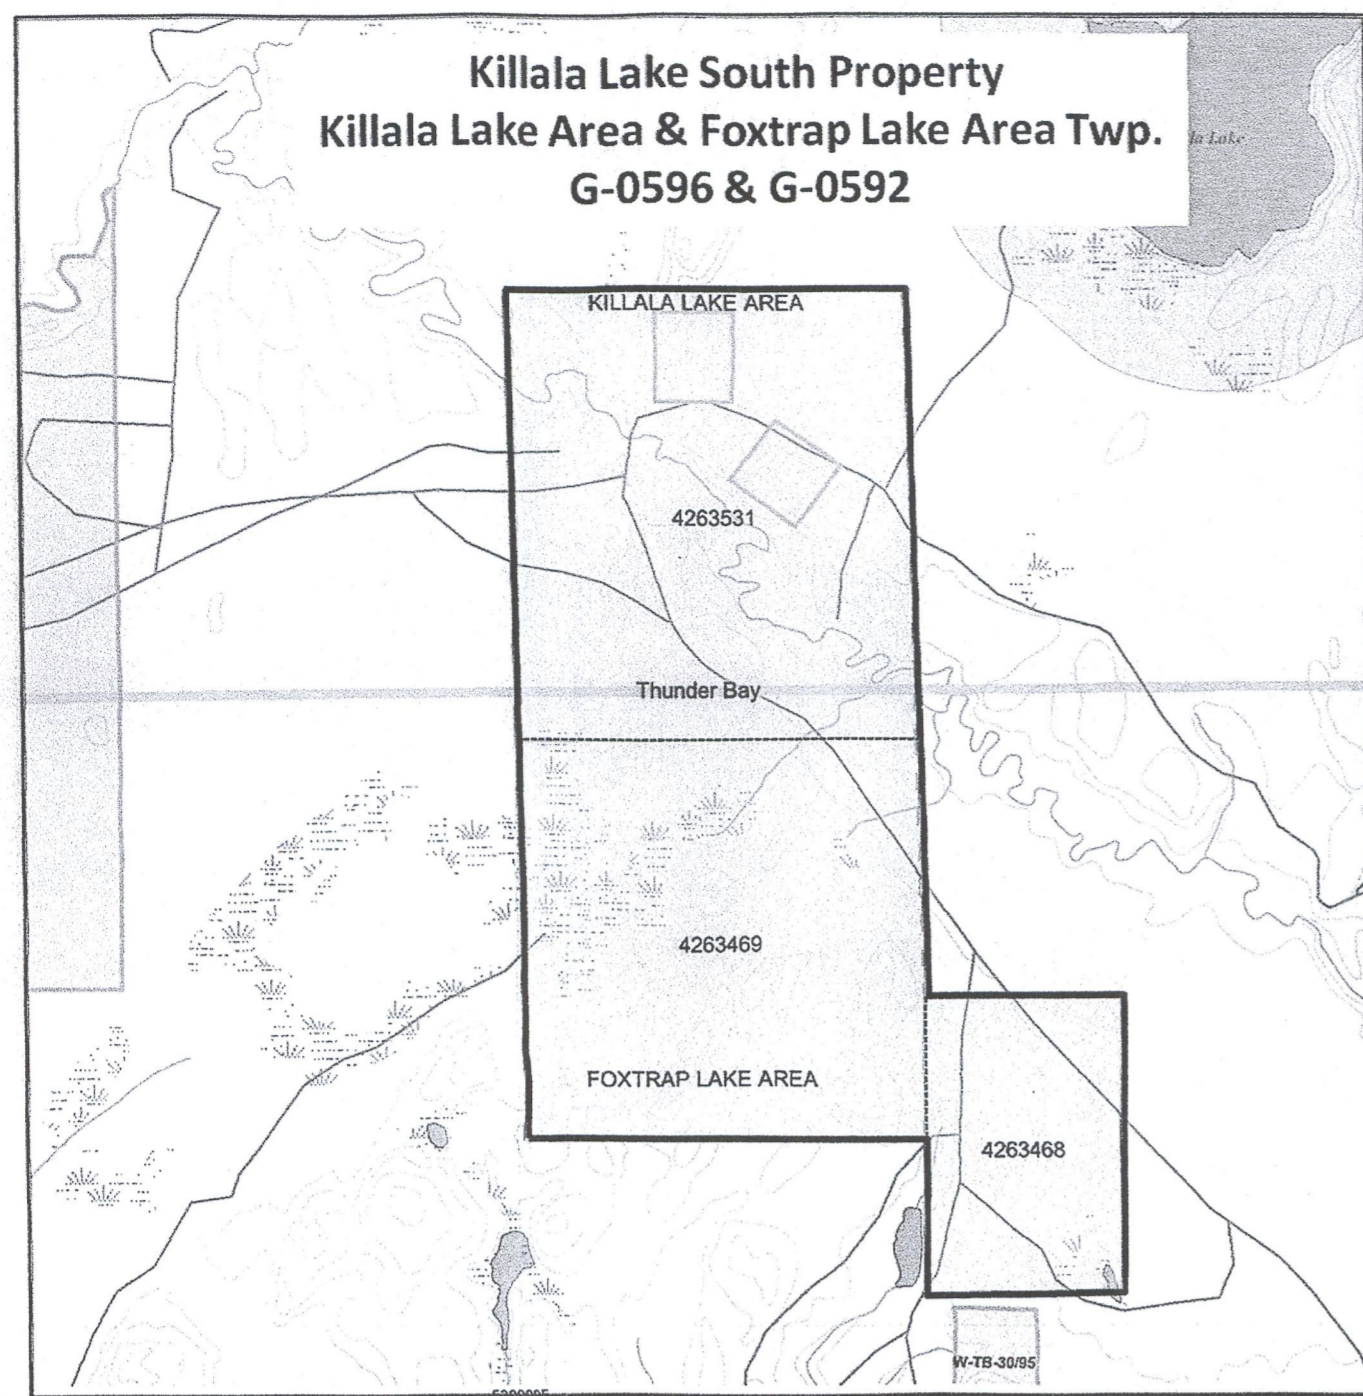 Killala Lake South Property
Killala Lake Area & Foxtrap Lake Area Twp.
G-0596 & G-0592
Lake
KILLALA LAKE AREA
4263531
Thunder Bay
4263469
FOXTRAP LAKE AREA
4263468
W-TB-30/95